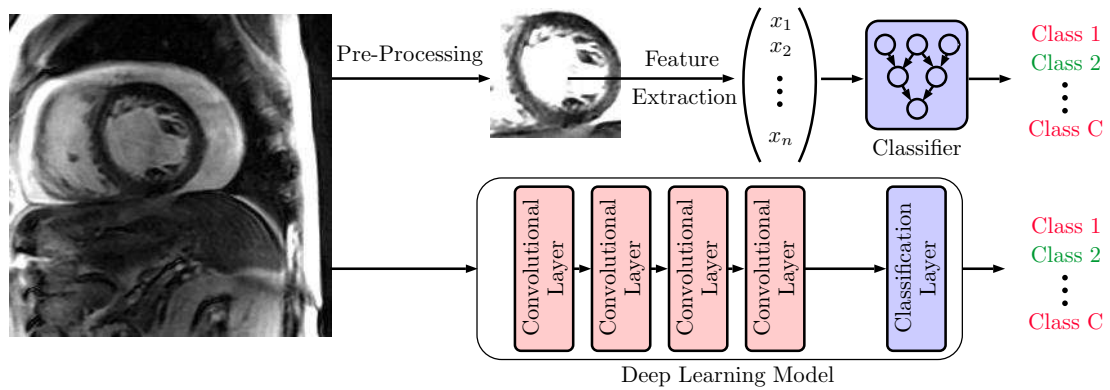 Pre-Processing
Feature
Extraction
x1
x2
⋮
xn
Classifier
Class 1
Class 2
⋮
Class C
Convolutional
Layer
Convolutional
Layer
Convolutional
Layer
Convolutional
Layer
Classification
Layer
Deep Learning Model
Class 1
Class 2
⋮
Class C